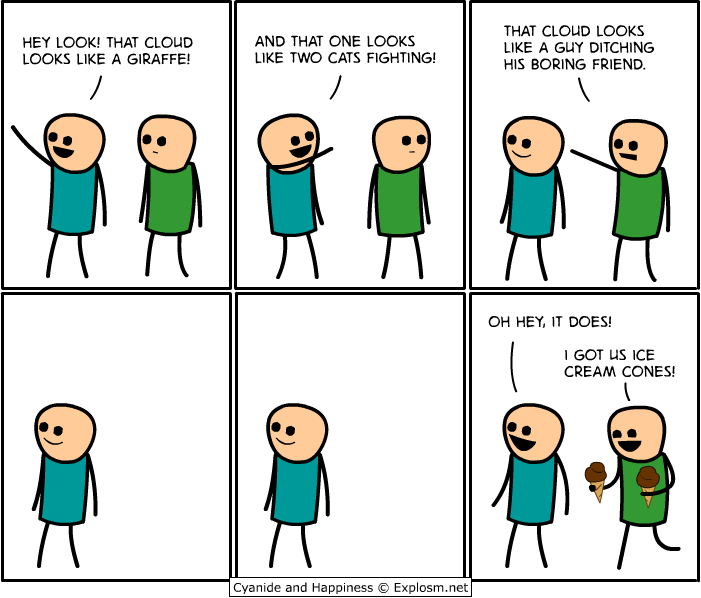 HEY LOOK! THAT CLOUD
LOOKS LIKE A GIRAFFE!
AND THAT ONE LOOKS
LIKE TWO CATS FIGHTING!
THAT CLOUD LOOKS
LIKE A GUY DITCHING
HIS BORING FRIEND.
OH HEY, IT DOES!
I GOT US ICE
CREAM CONES!
Cyanide and Happiness © Explosm.net